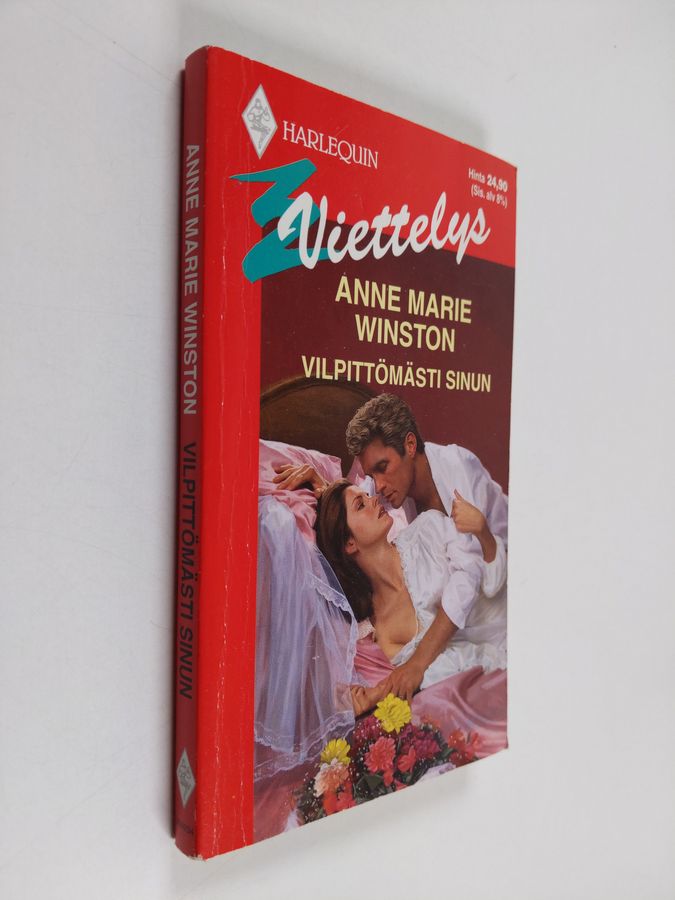 HARLEQUIN
Hinta 24,90
(Sis. alv 8%)
Viettelys
ANNE MARIE
WINSTON
VILPITTÖMÄSTI SINUN
ANNE MARIE WINSTON VILPITTÖMÄSTI SINUN